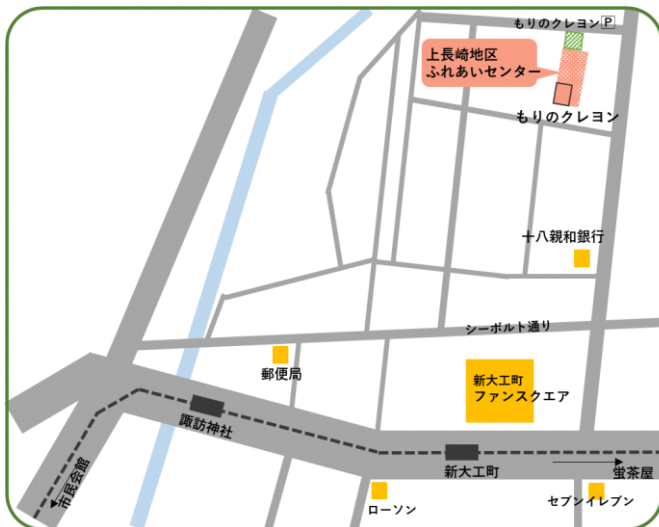 もりのクレヨン🄿
上長崎地区
ふれあいセンター
もりのクレヨン
十八親和銀行
シーボルト通り
郵便局
新大工町
ファンスクエア
諏訪神社
新大工町
蛍茶屋
市民会館
ローソン
セブンイレブン